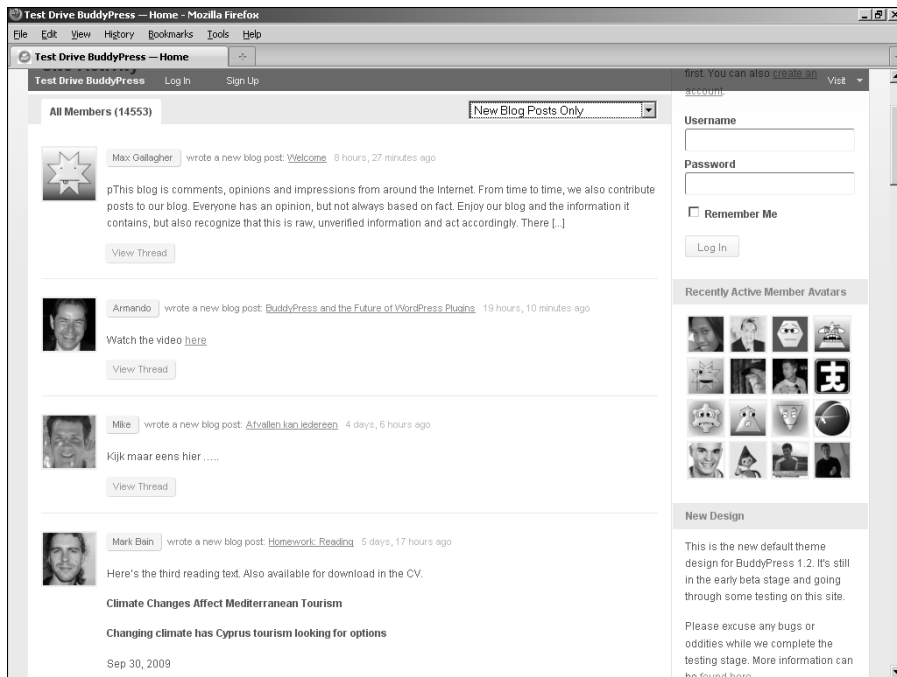 Test Drive BuddyPress — Home - Mozilla Firefox
File Edit View History Bookmarks Tools Help
Test Drive BuddyPress — Home
Test Drive BuddyPress Log In Sign Up Visit
All Members (14553)
New Blog Posts Only
Max Gallagher wrote a new blog post: Welcome 8 hours, 27 minutes ago
pThis blog is comments, opinions and impressions from around the Internet. From time to time, we also contribute
posts to our blog. Everyone has an opinion, but not always based on fact. Enjoy our blog and the information it
contains, but also recognize that this is raw, unverified information and act accordingly. There [...]
View Thread
Armando wrote a new blog post: BuddyPress and the Future of WordPress Plugins 19 hours, 10 minutes ago
Watch the video here
View Thread
Mike wrote a new blog post: Afvallen kan iedereen 4 days, 6 hours ago
Kijk maar eens hier .....
View Thread
Mark Bain wrote a new blog post: Homework: Reading 5 days, 17 hours ago
Here's the third reading text. Also available for download in the CV.
Climate Changes Affect Mediterranean Tourism
Changing climate has Cyprus tourism looking for options
Sep 30, 2009
first. You can also create an
account.
Username
Password
Remember Me
Log In
Recently Active Member Avatars
New Design
This is the new default theme
design for BuddyPress 1.2. It's still
in the early beta stage and going
through some testing on this site.
Please excuse any bugs or
oddities while we complete the
testing stage. More information can
be found here